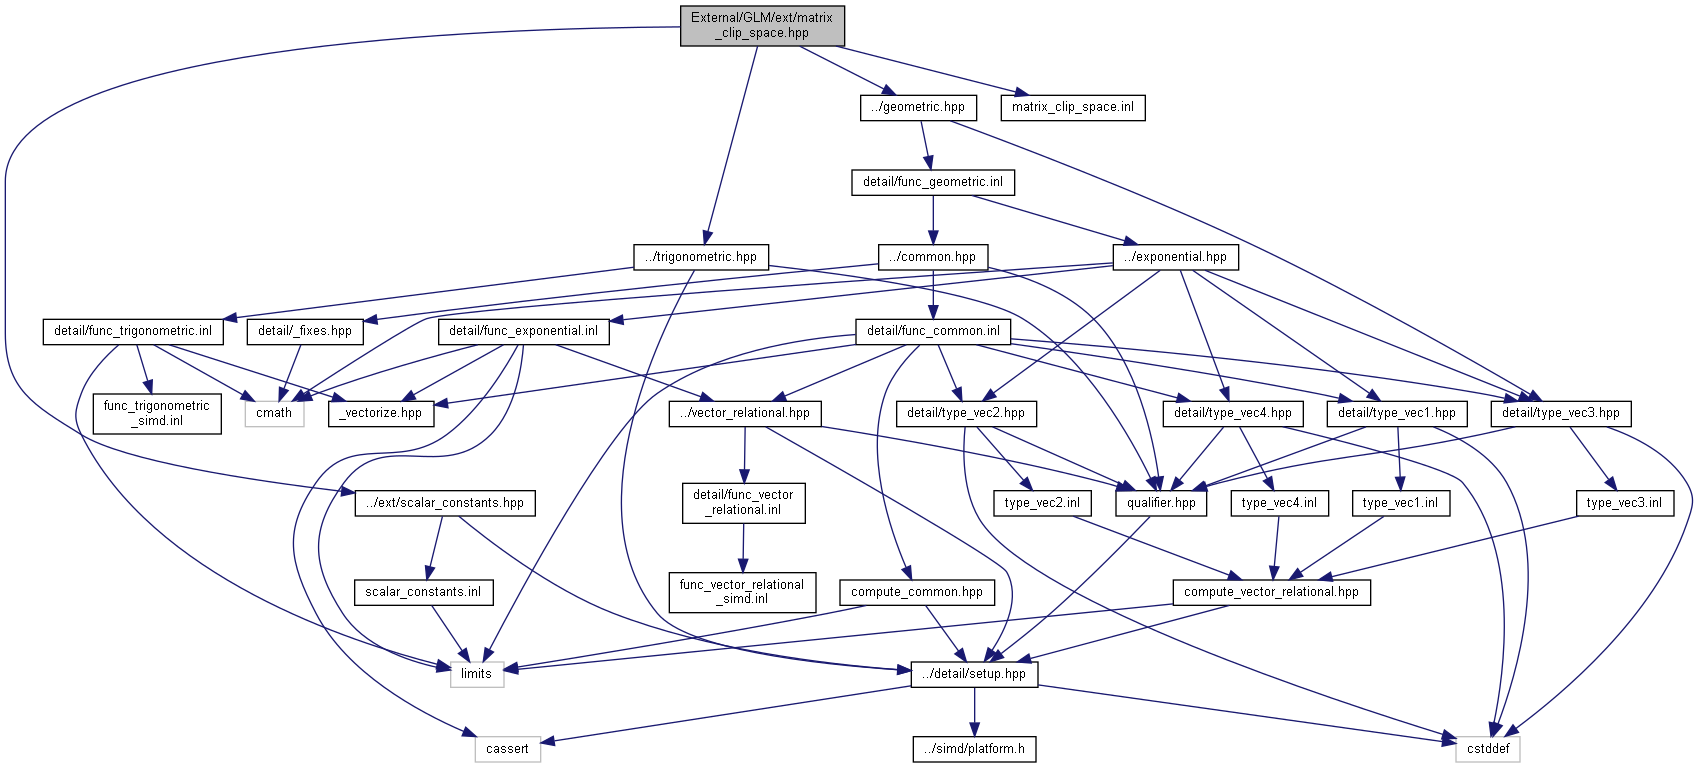 External/GLM/ext/matrix
_clip_space.hpp
../geometric.hpp
matrix_clip_space.inl
detail/func_geometric.inl
../trigonometric.hpp
../common.hpp
../exponential.hpp
detail/func_trigonometric.inl
detail/_fixes.hpp
detail/func_exponential.inl
detail/func_common.inl
func_trigonometric
_simd.inl
cmath
_vectorize.hpp
../vector_relational.hpp
detail/type_vec2.hpp
detail/type_vec4.hpp
detail/type_vec1.hpp
detail/type_vec3.hpp
../ext/scalar_constants.hpp
detail/func_vector
_relational.inl
type_vec2.inl
qualifier.hpp
type_vec4.inl
type_vec1.inl
type_vec3.inl
scalar_constants.inl
func_vector_relational
_simd.inl
compute_common.hpp
compute_vector_relational.hpp
limits
../detail/setup.hpp
cassert
../simd/platform.h
cstddef